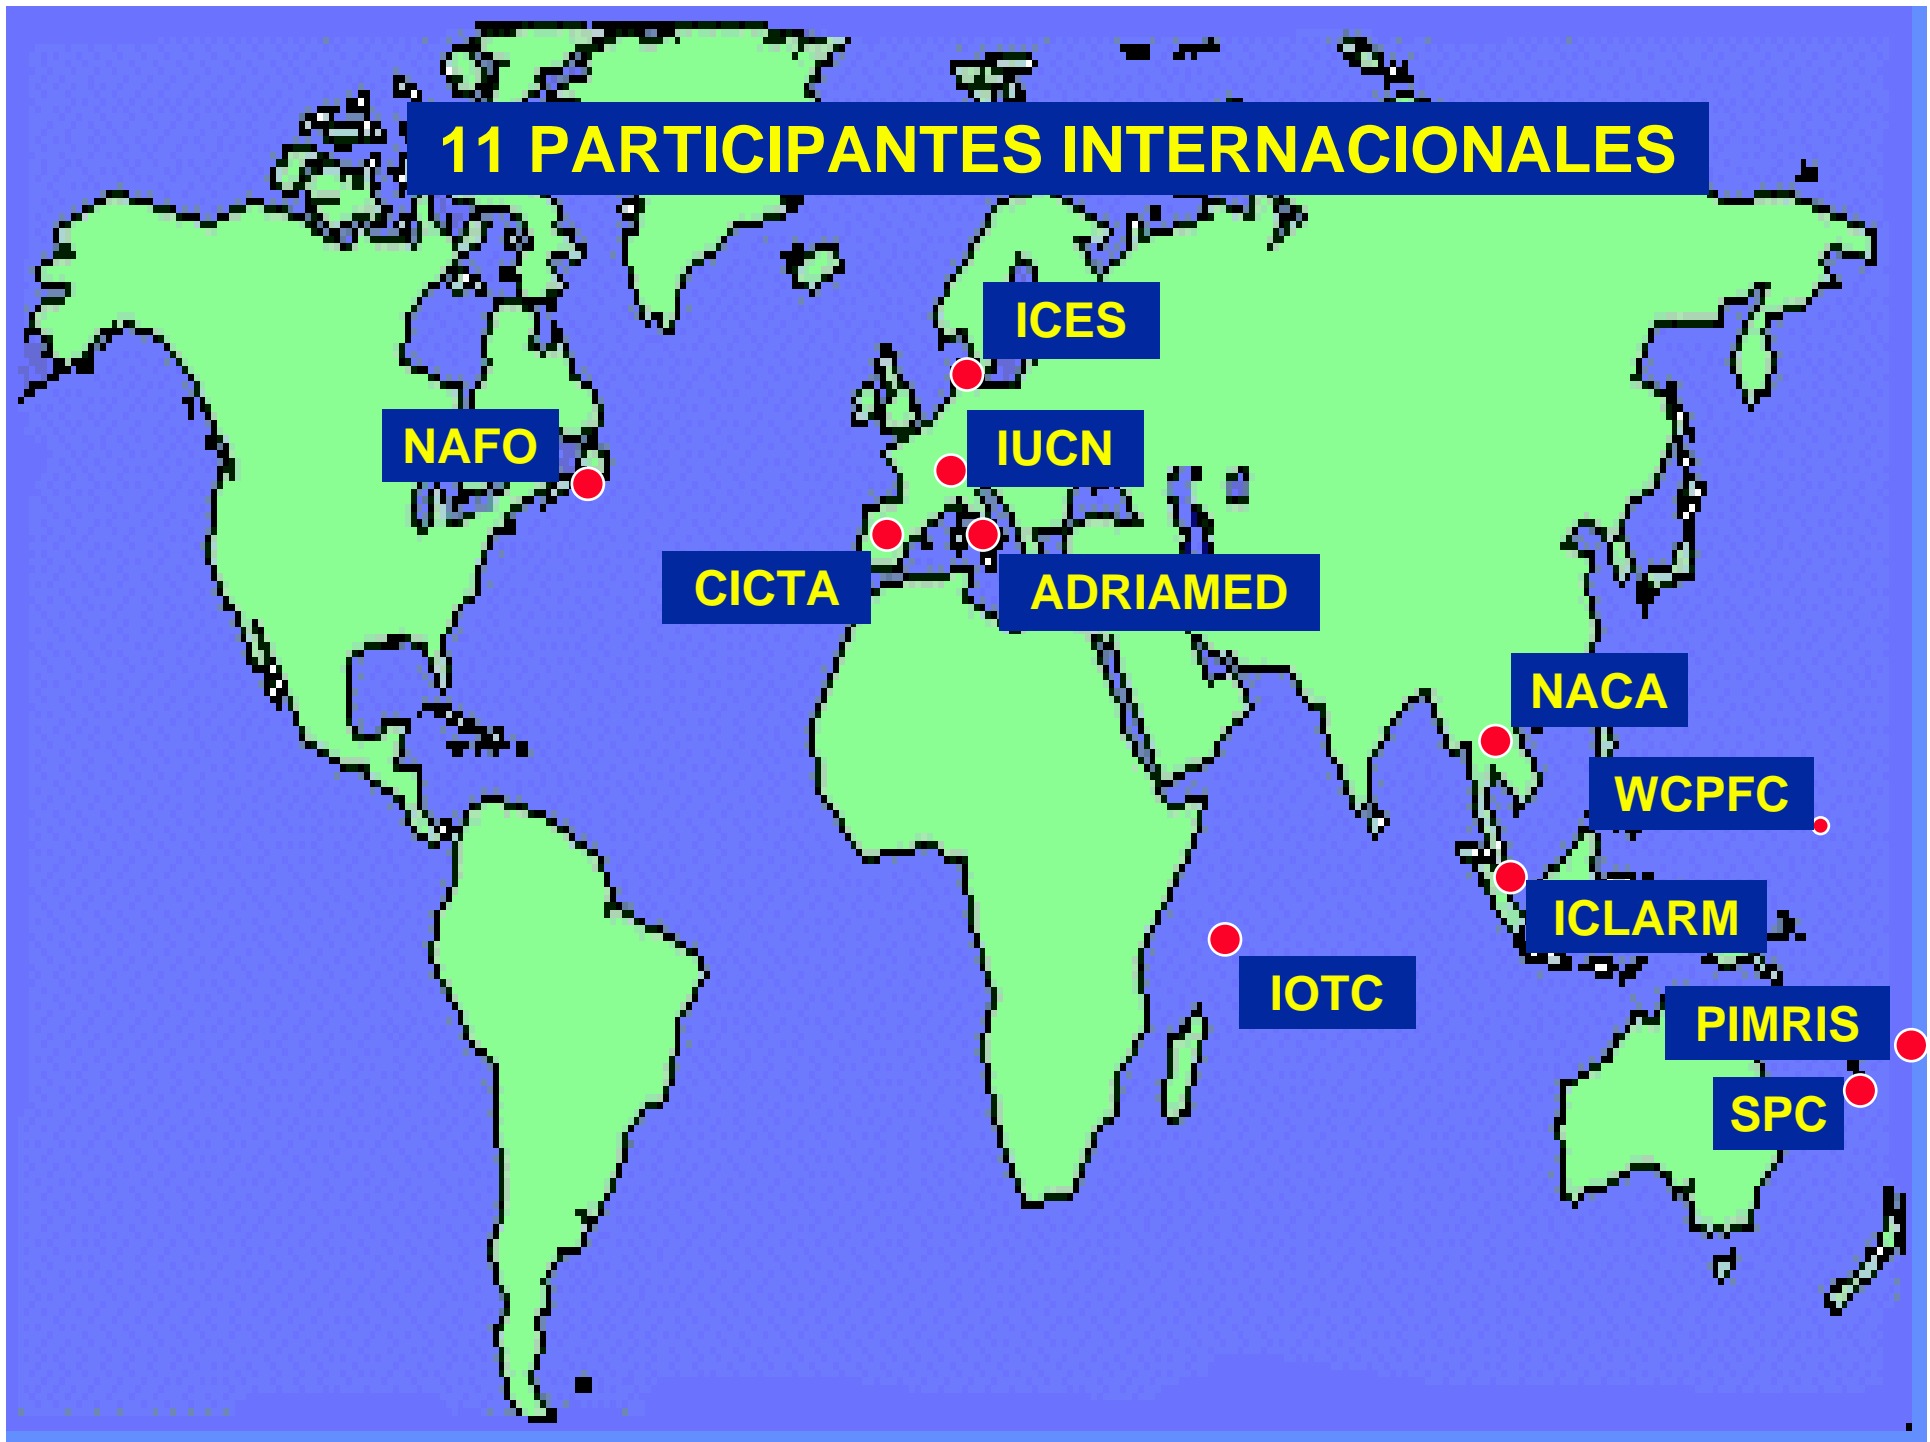 11 PARTICIPANTES INTERNACIONALES
ICES
NAFO
IUCN
CICTA
ADRIAMED
NACA
WCPFC
ICLARM
IOTC
PIMRIS
SPC